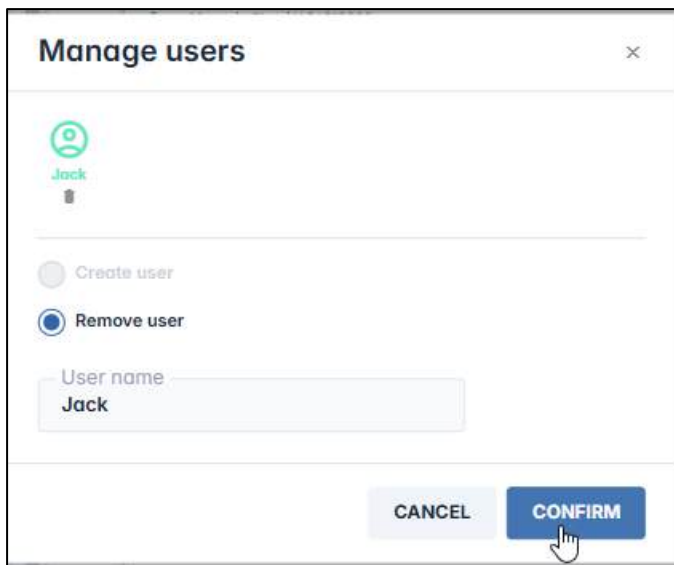 Manage users
Jack
Create user
Remove user
User name
Jack
CANCEL
CONFIRM